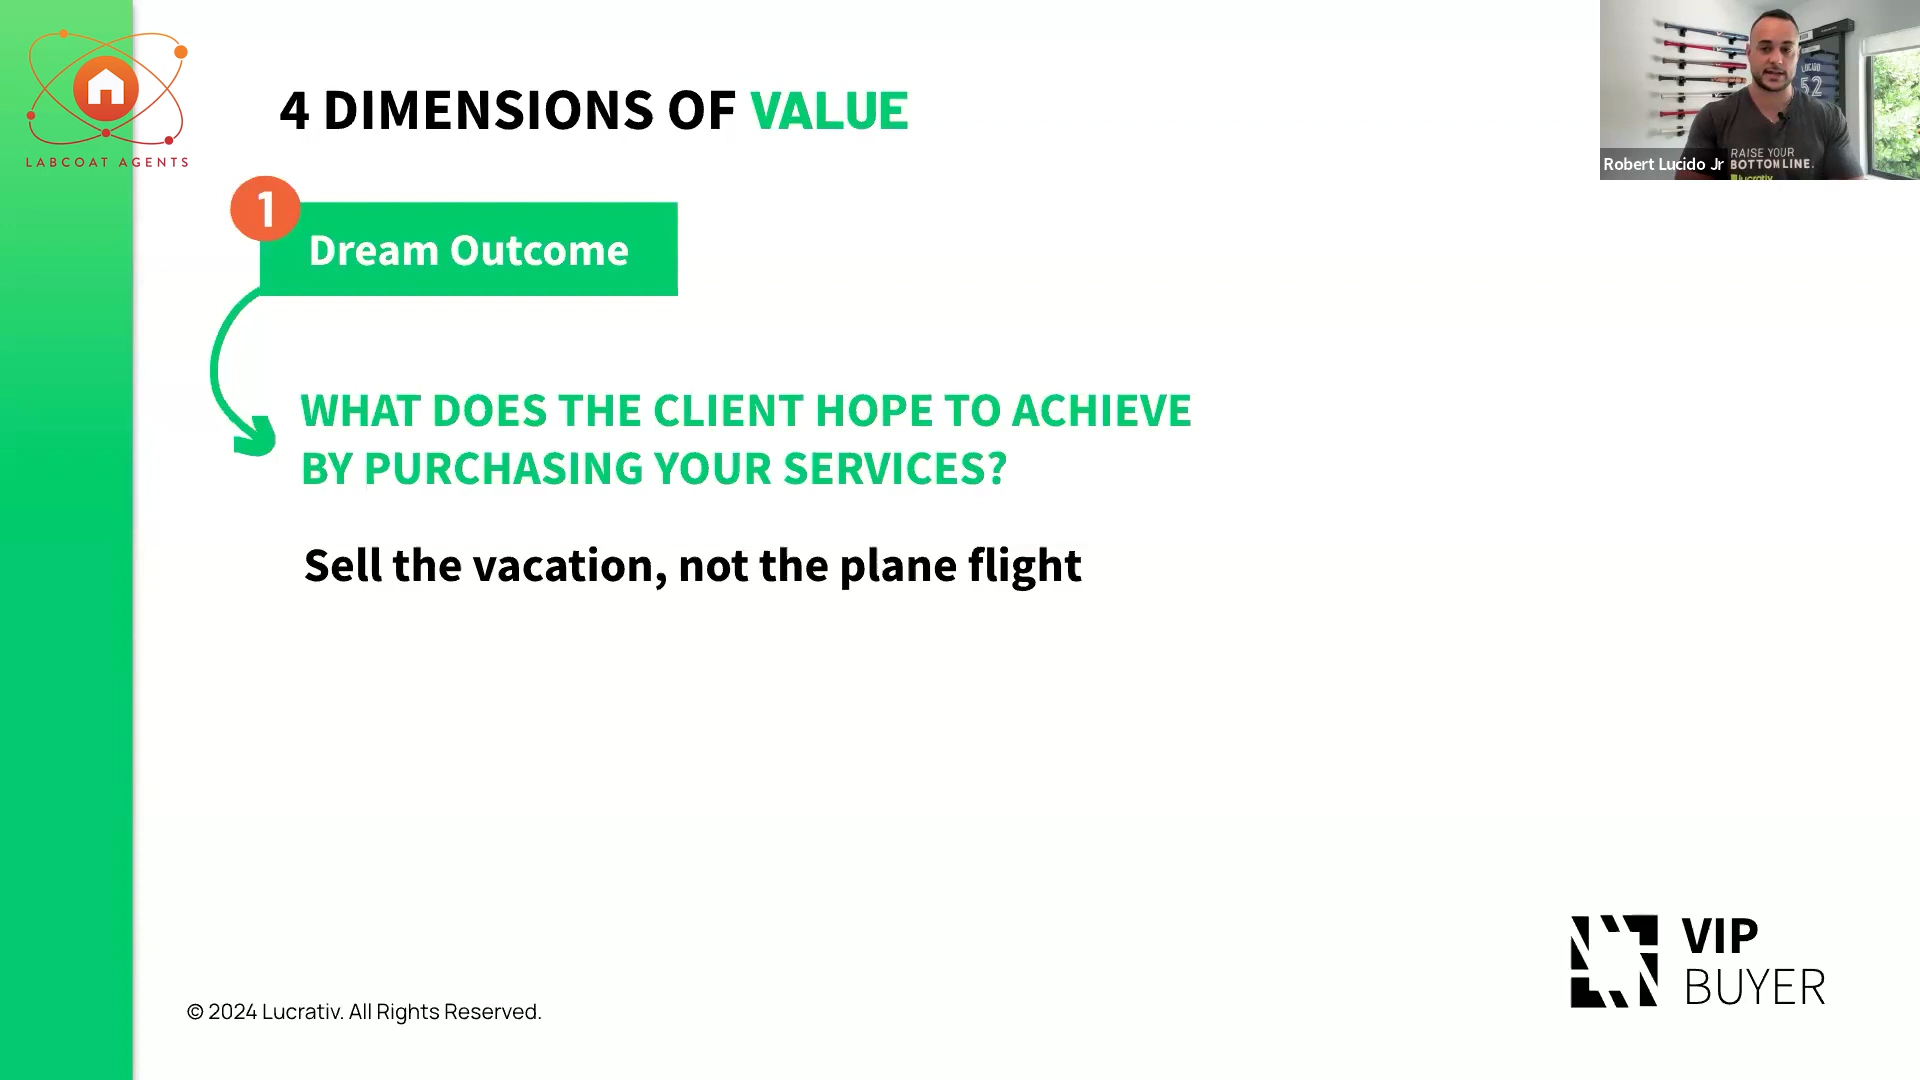 LABCOAT AGENTS
4 DIMENSIONS OF VALUE
1
Dream Outcome
WHAT DOES THE CLIENT HOPE TO ACHIEVE
BY PURCHASING YOUR SERVICES?
Sell the vacation, not the plane flight
© 2024 Lucrativ. All Rights Reserved.
VIP
BUYER
LUCIDO
52
RAISE YOUR
BOTTOM LINE.
lucrativ
Robert Lucido Jr